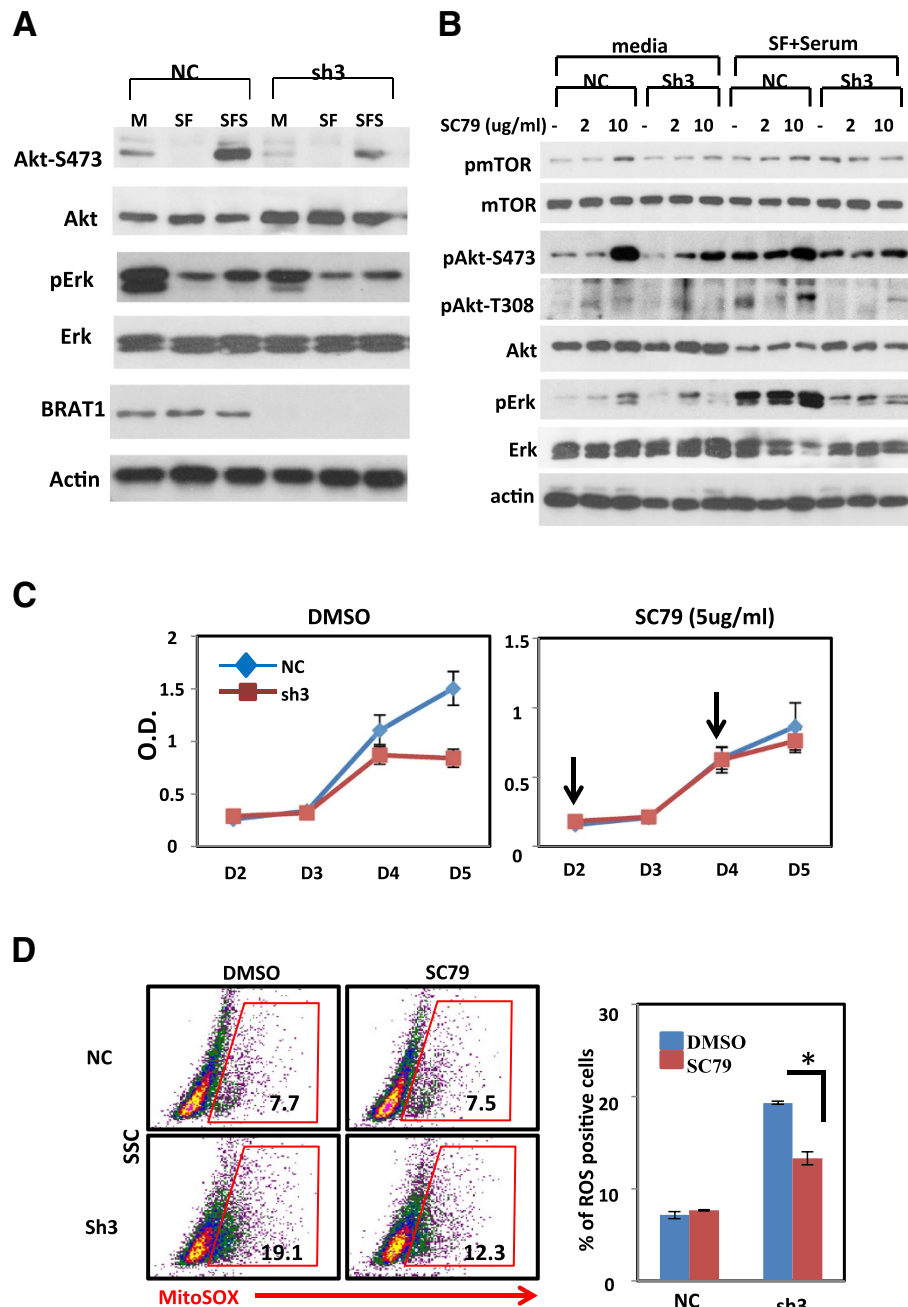 A
NC sh3
M SF SFS M SF SFS
Akt-S473
Akt
pErk
Erk
BRAT1
Actin
B
media SF+Serum
NC Sh3 NC Sh3
SC79 (ug/ml) - 2 10 - 2 10 - 2 10 - 2 10
pmTOR
mTOR
pAkt-S473
pAkt-T308
Akt
pErk
Erk
actin
C
DMSO
O.D.
2
1.5
1
0.5
0
NC
sh3
D2 D3 D4 D5
SC79 (5ug/ml)
1.5
1
0.5
0
D2 D3 D4 D5
D
DMSO SC79
NC
7.7 7.5
SSC
Sh3
19.1 12.3
MitoSOX
% of ROS positive cells
30
20
10
0
DMSO
SC79
*
NC sh3